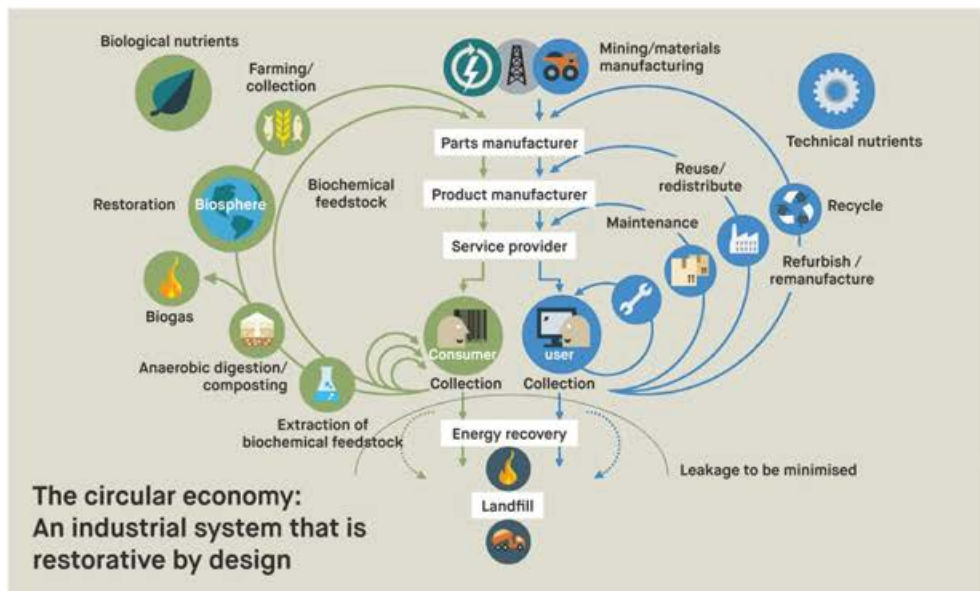 Biological nutrients
Farming/
collection
Mining/materials
manufacturing
Technical nutrients
Parts manufacturer
Reuse/
redistribute
Biochemical
feedstock
Product manufacturer
Restoration
Biosphere
Maintenance
Recycle
Service provider
Refurbish /
remanufacture
Biogas
Consumer
user
Anaerobic digestion/
composting
Collection
Collection
Extraction of
biochemical feedstock
Energy recovery
Leakage to be minimised
Landfill
The circular economy:
An industrial system that is
restorative by design